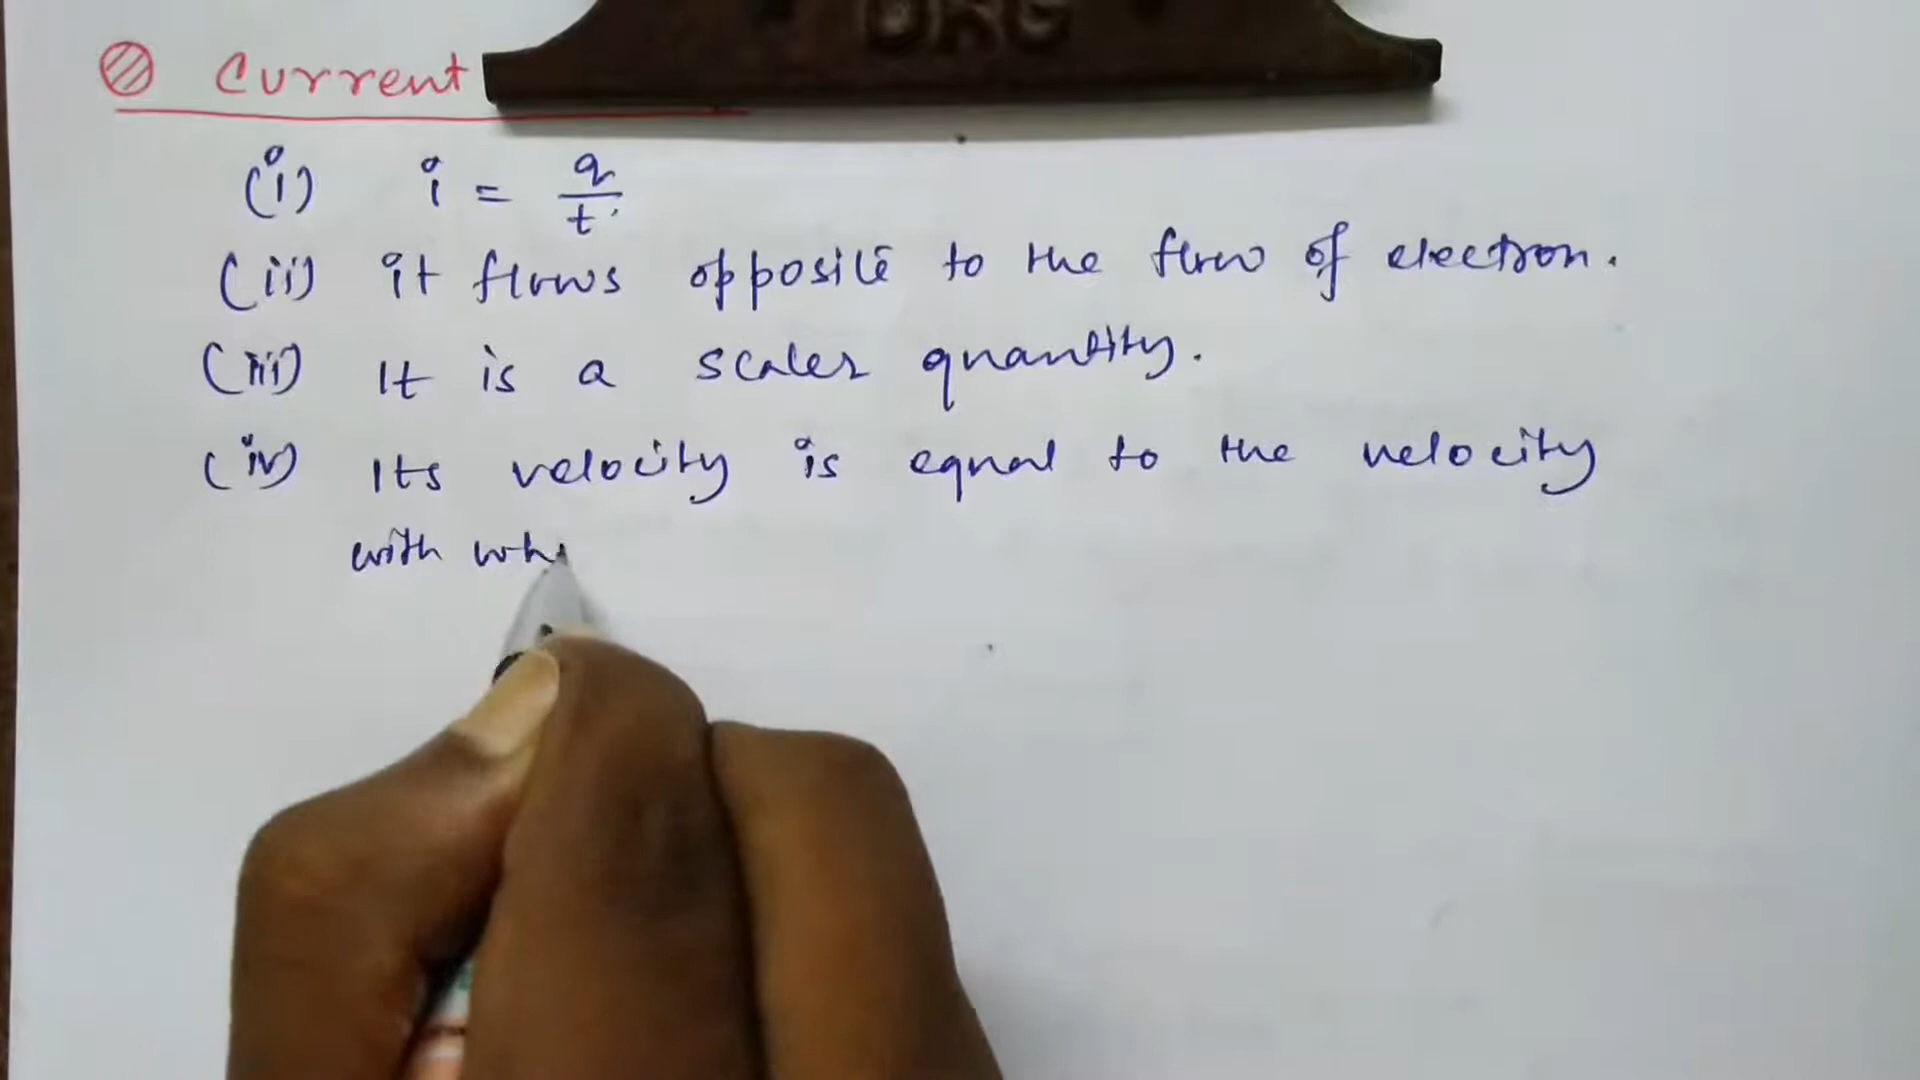 Current
(i) i = q/t
(ii) it flows opposite to the flow of electron.
(iii) It is a scaler quantity.
(iv) Its velocity is equal to the velocity
with whi